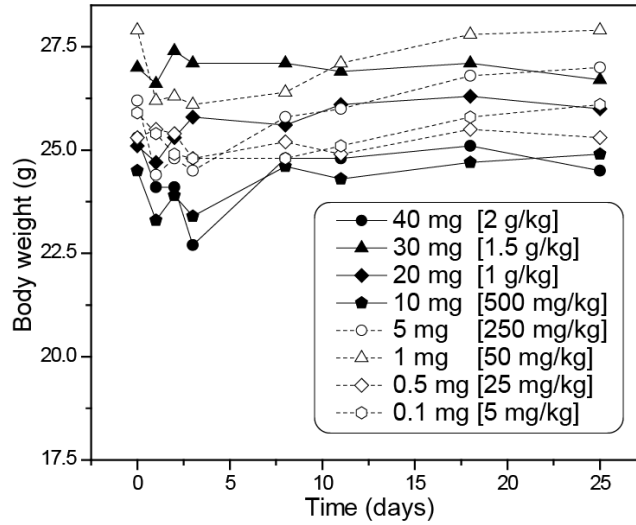 27.5
25.0
22.5
20.0
17.5
Body weight (g)
40 mg [2 g/kg]
30 mg [1.5 g/kg]
20 mg [1 g/kg]
10 mg [500 mg/kg]
5 mg [250 mg/kg]
1 mg [50 mg/kg]
0.5 mg [25 mg/kg]
0.1 mg [5 mg/kg]
0 5 10 15 20 25
Time (days)